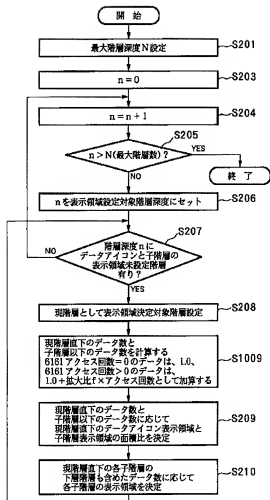 開 始
最大階層深度N設定
S201
n=0
S203
n=n+1
S204
S205
n>N(最大階層数)?
YES
終 了
NO
nを表示領域設定対象階層深度にセット
S206
S207
階層深度nに
データアイコンと子階層の
表示領域未設定階層
有り?
NO
YES
現階層として表示領域決定対象階層設定
S208
現階層直下のデータ数と
子階層以下のデータ数を計算する
6161アクセス回数=0のデータは、1.0、
6161アクセス回数>0のデータは、
1.0+拡大比f×アクセス回数として加算する
S1009
現階層直下のデータ数と
子階層以下のデータ数に応じて
現階層直下のデータアイコン表示領域と
子階層表示領域の面積比を決定
S209
現階層直下の各子階層の
下層階層も含めたデータ数に応じて
各子階層の表示領域を決定
S210